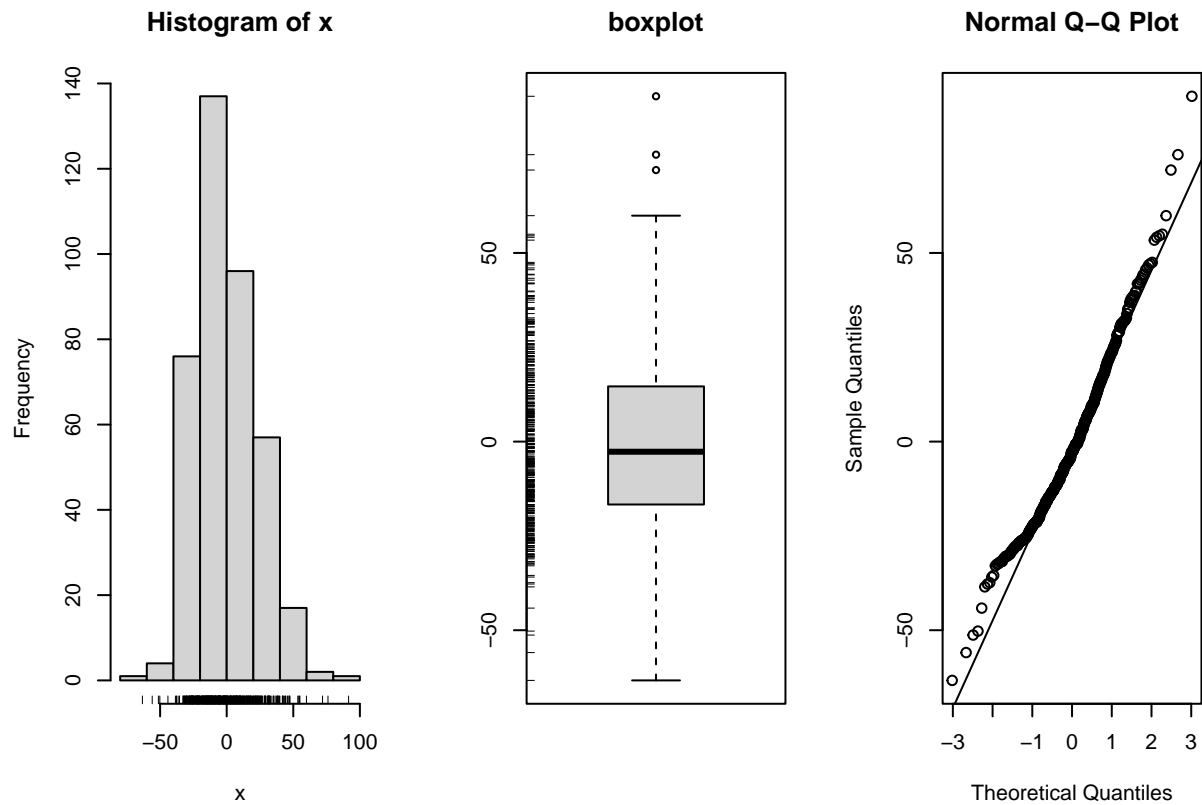 Histogram of x
Frequency
140
120
100
80
60
40
20
0
−50 0 50 100
x
boxplot
50
0
−50
Normal Q−Q Plot
Sample Quantiles
50
0
−50
−3 −1 0 1 2 3
Theoretical Quantiles